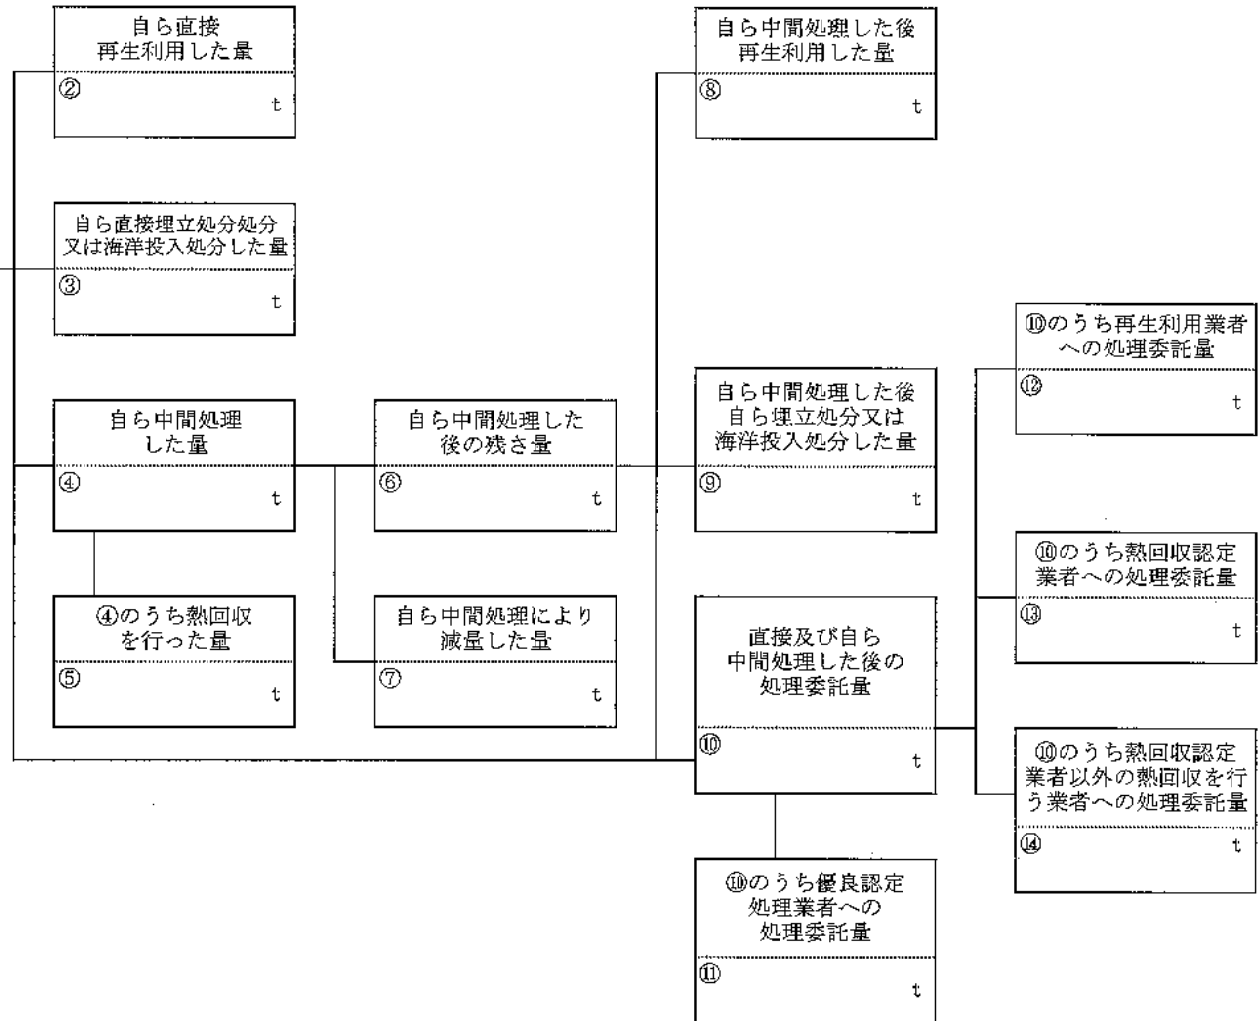 自ら直接
再生利用した量
②
t
自ら中間処理した後
再生利用した量
⑧
t
自ら直接埋立処分処分
又は海洋投入処分した量
③
t
⑩のうち再生利用業者
への処理委託量
⑫
t
自ら中間処理
した量
④
t
自ら中間処理した
後の残さ量
⑥
t
自ら中間処理した後
自ら埋立処分又は
海洋投入処分した量
⑨
t
⑩のうち熱回収認定
業者への処理委託量
⑬
t
④のうち熱回収
を行った量
⑤
t
自ら中間処理により
減量した量
⑦
t
直接及び自ら
中間処理した後の
処理委託量
⑩
t
⑩のうち熱回収認定
業者以外の熱回収を行
う業者への処理委託量
⑭
t
⑩のうち優良認定
処理業者への
処理委託量
⑪
t